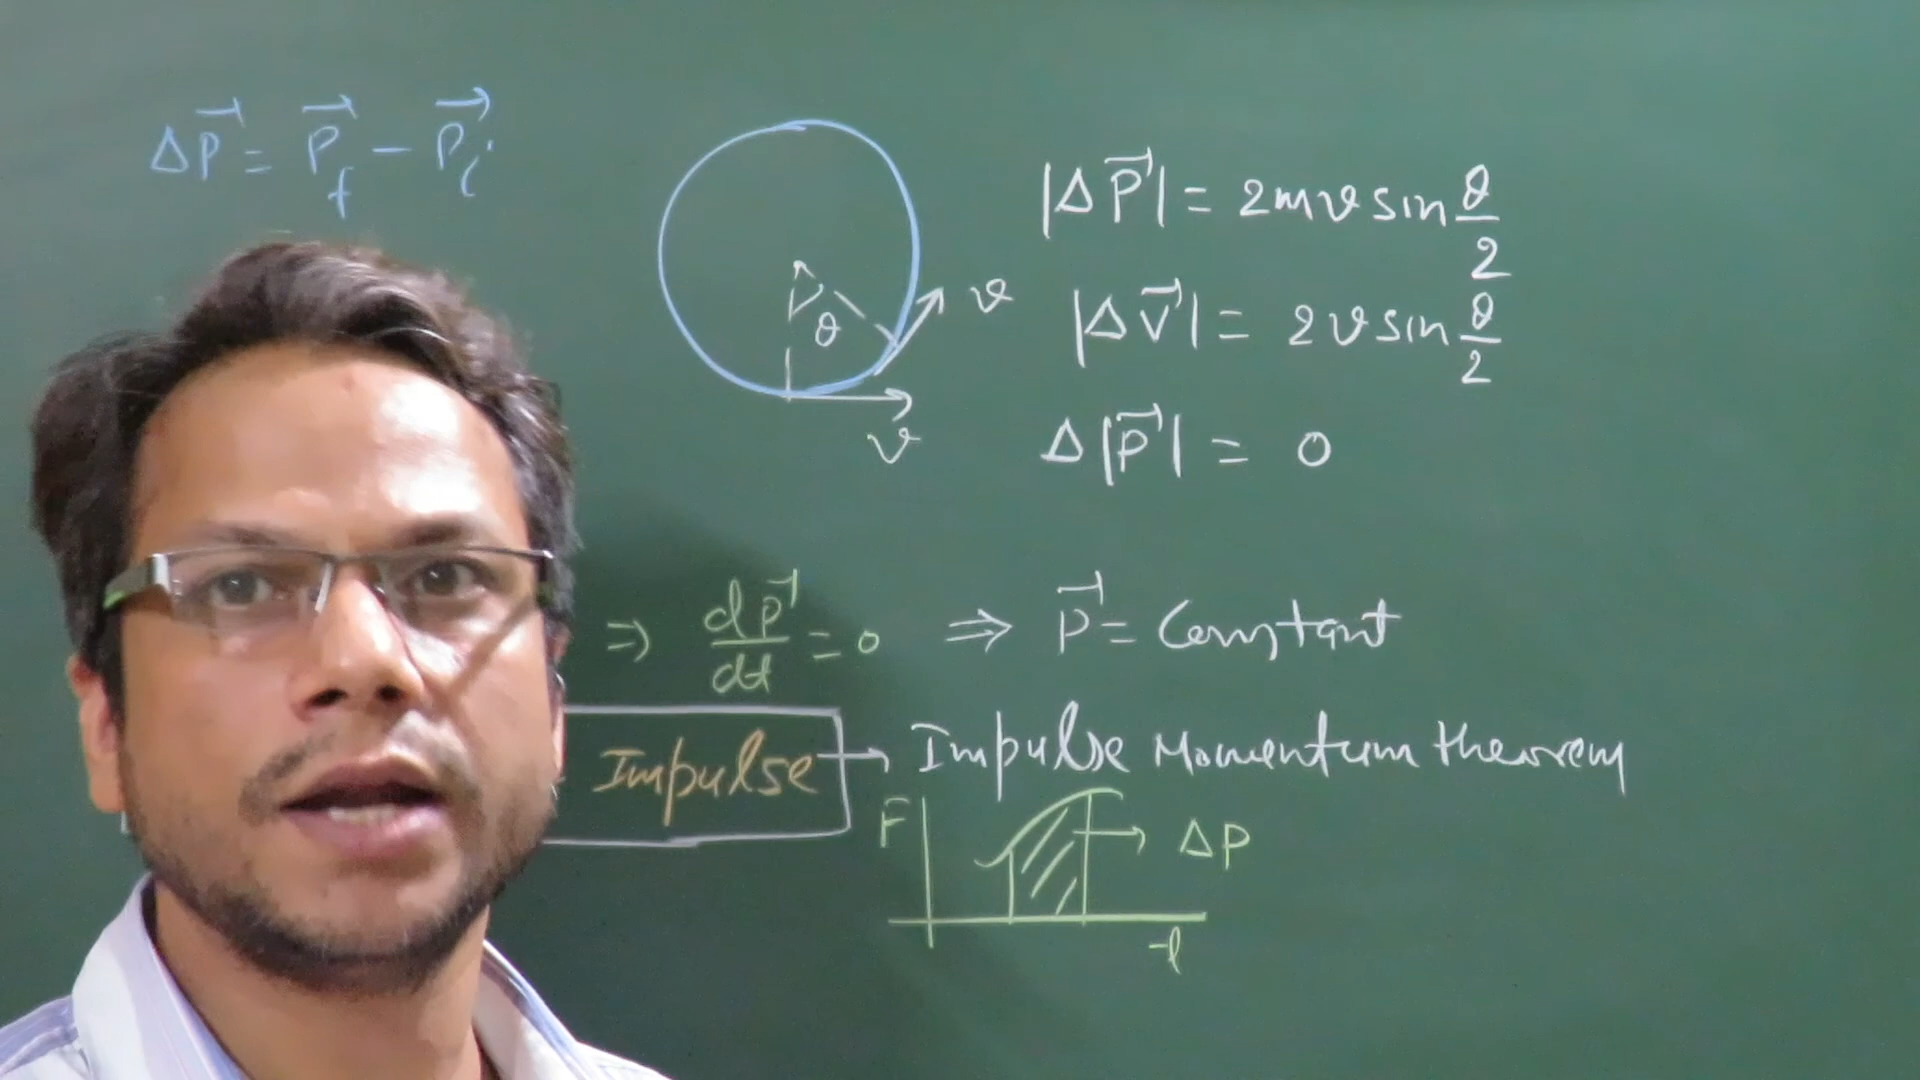 ΔP⃗ = P⃗f − P⃗i
|ΔP⃗| = 2mv sin θ/2
|ΔV⃗| = 2v sin θ/2
Δ|P⃗| = 0
θ
v
v
⇒ dP⃗/dt = 0 ⇒ P⃗ = Constant
Impulse → Impulse Momentum theorem
F
→ ΔP
t